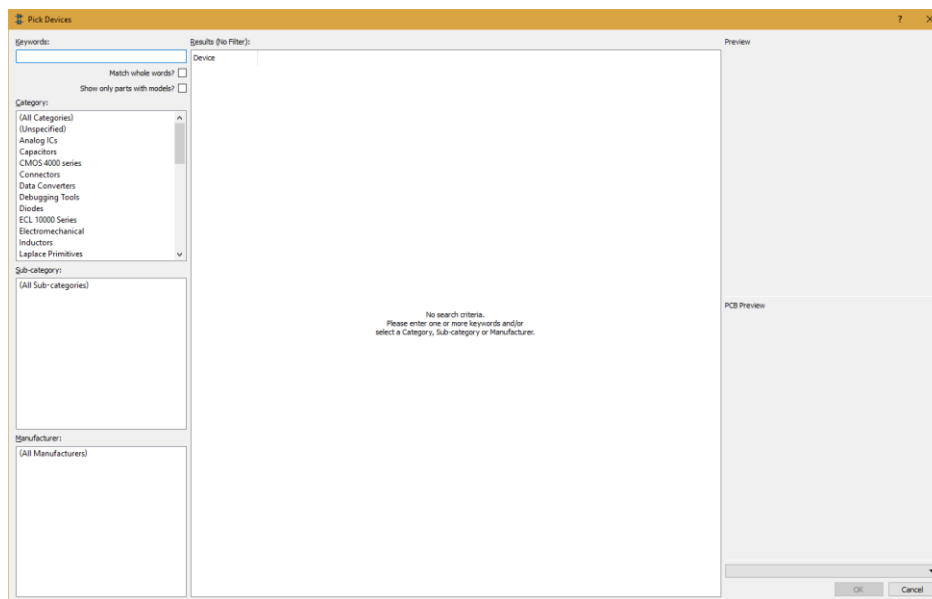 Pick Devices
Keywords:
Match whole words?
Show only parts with models?
Category:
(All Categories)
(Unspecified)
Analog ICs
Capacitors
CMOS 4000 series
Connectors
Data Converters
Debugging Tools
Diodes
ECL 10000 Series
Electromechanical
Inductors
Laplace Primitives
Sub-category:
(All Sub-categories)
Manufacturer:
(All Manufacturers)
Results (No Filter):
Device
No search criteria.
Please enter one or more keywords and/or
select a Category, Sub-category or Manufacturer.
Preview
PCB Preview
OK
Cancel